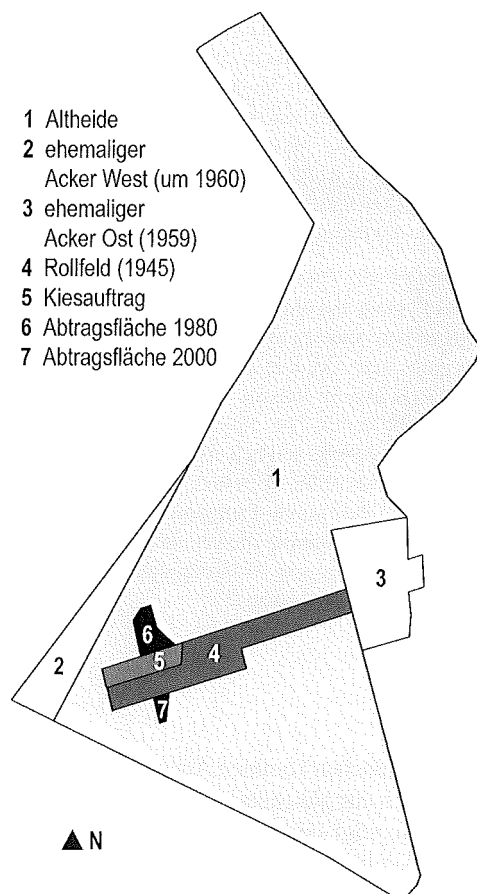 1 Altheide
2 ehemaliger
Acker West (um 1960)
3 ehemaliger
Acker Ost (1959)
4 Rollfeld (1945)
5 Kiesauftrag
6 Abtragsfläche 1980
7 Abtragsfläche 2000
1
3
6
5
4
2
7
N